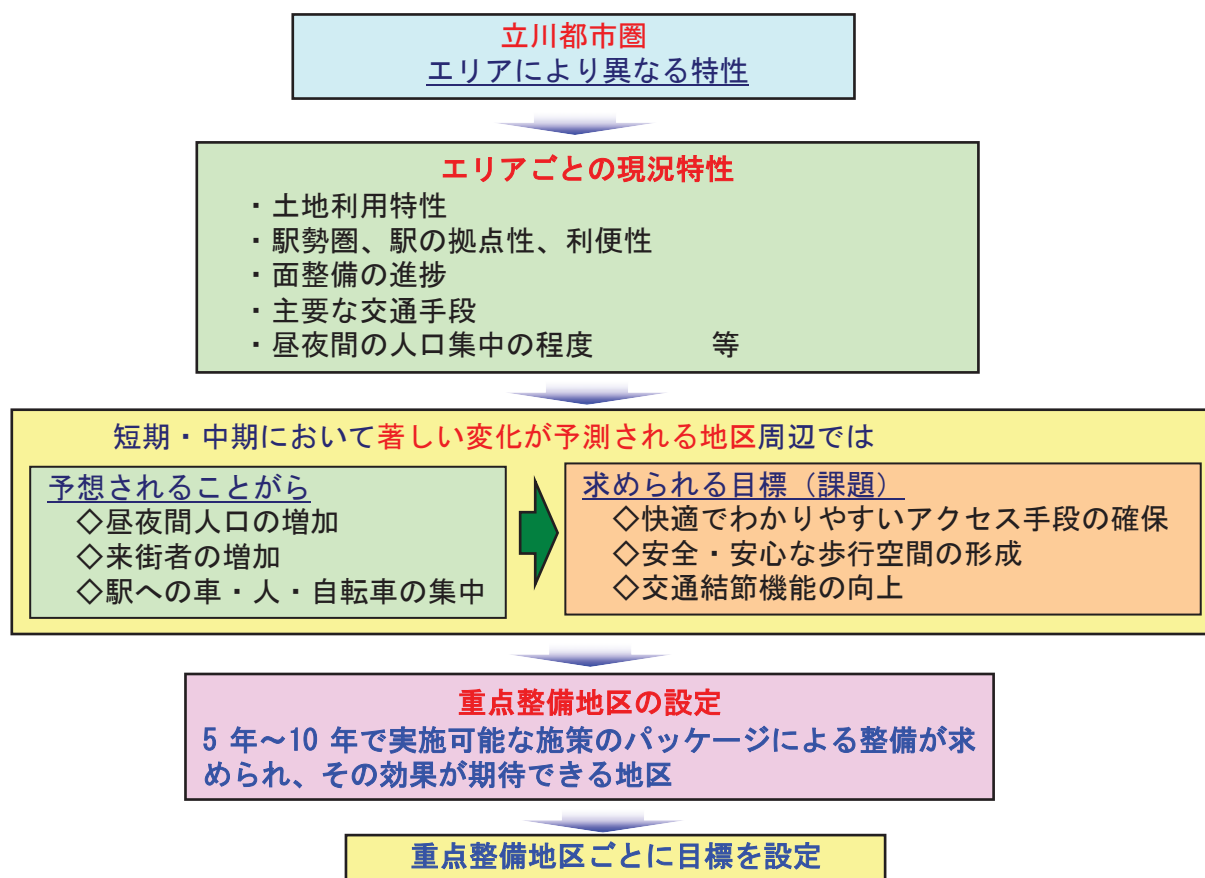 立川都市圏
エリアにより異なる特性
エリアごとの現況特性
・土地利用特性
・駅勢圏、駅の拠点性、利便性
・面整備の進捗
・主要な交通手段
・昼夜間の人口集中の程度　　　　等
短期・中期において著しい変化が予測される地区周辺では
予想されることがら
◇昼夜間人口の増加
◇来街者の増加
◇駅への車・人・自転車の集中
求められる目標（課題）
◇快適でわかりやすいアクセス手段の確保
◇安全・安心な歩行空間の形成
◇交通結節機能の向上
重点整備地区の設定
5 年～10 年で実施可能な施策のパッケージによる整備が求
められ、その効果が期待できる地区
重点整備地区ごとに目標を設定